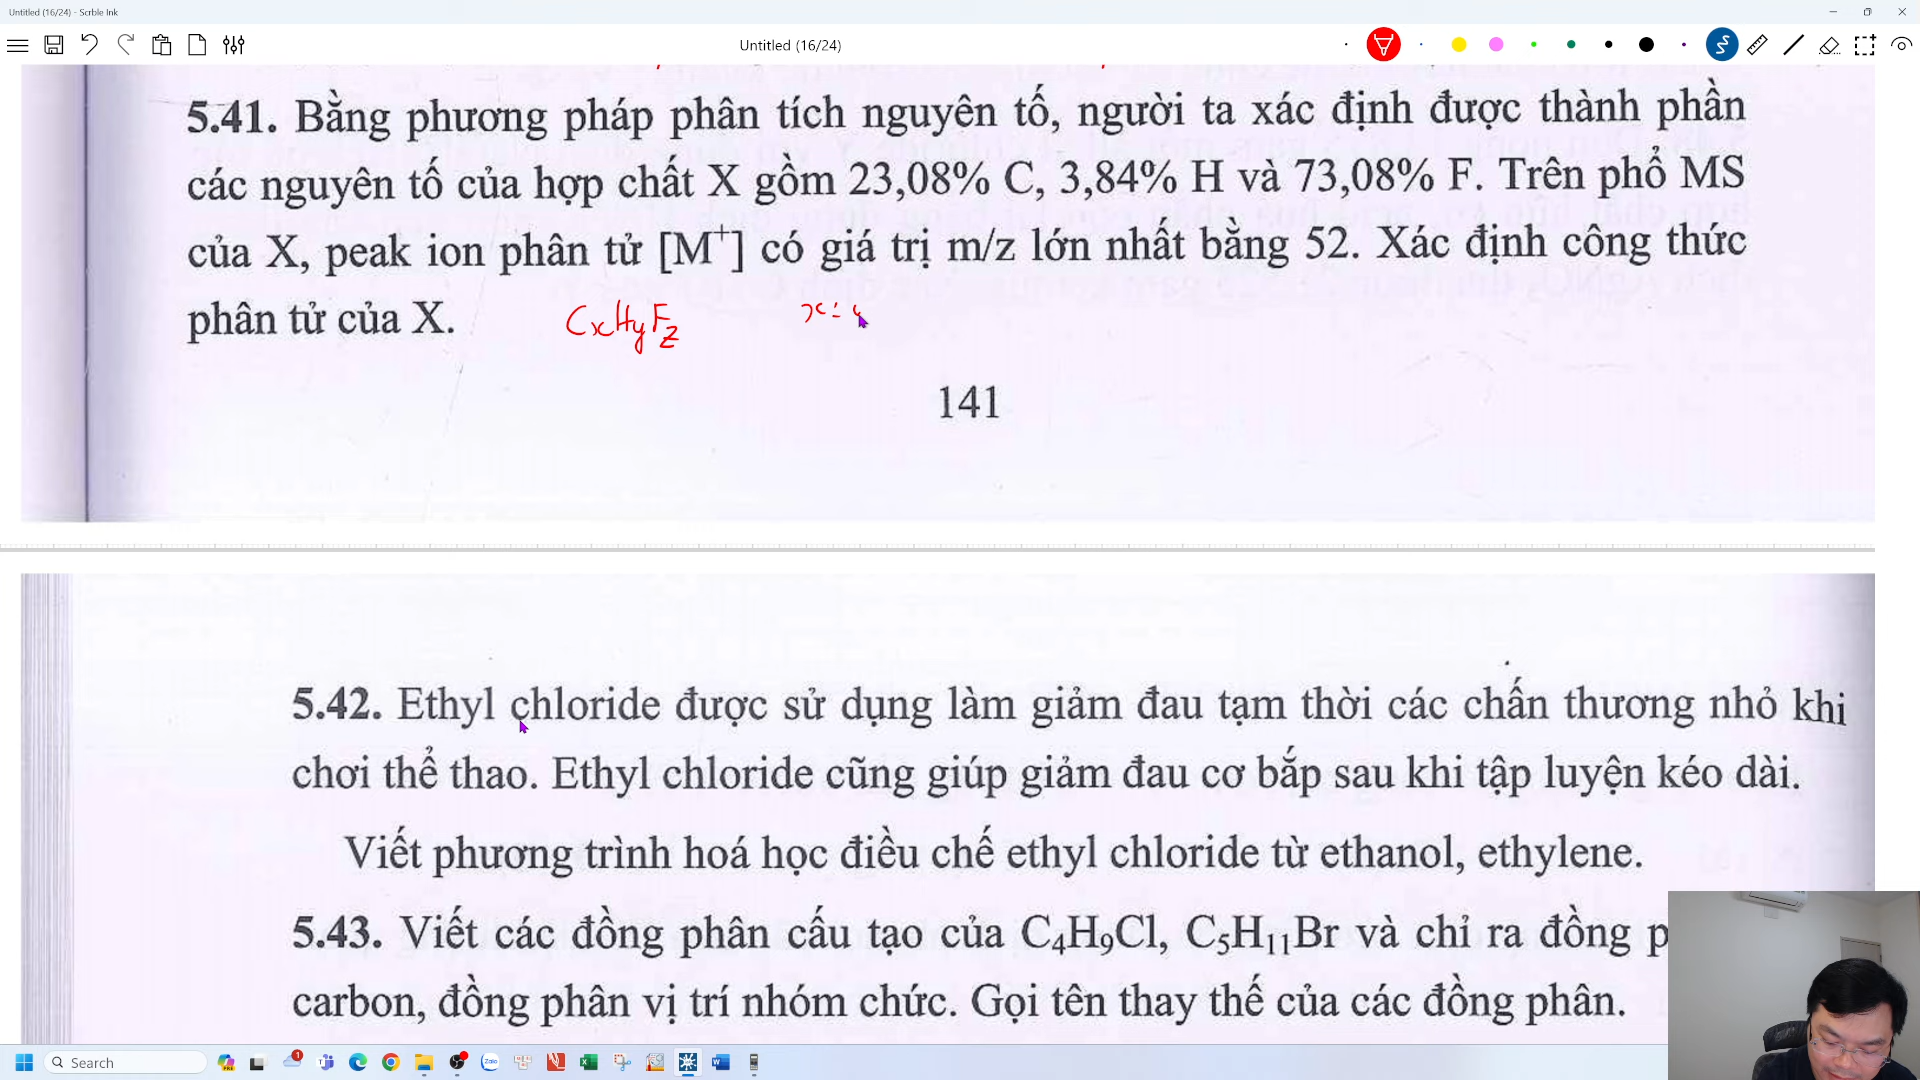 Untitled (16/24) - Scrble Ink
Untitled (16/24)
5.41. Bằng phương pháp phân tích nguyên tố, người ta xác định được thành phần
các nguyên tố của hợp chất X gồm 23,08% C, 3,84% H và 73,08% F. Trên phổ MS
của X, peak ion phân tử [M⁺] có giá trị m/z lớn nhất bằng 52. Xác định công thức
phân tử của X.
CxHyFz
x =
141
5.42. Ethyl chloride được sử dụng làm giảm đau tạm thời các chấn thương nhỏ khi
chơi thể thao. Ethyl chloride cũng giúp giảm đau cơ bắp sau khi tập luyện kéo dài.
Viết phương trình hoá học điều chế ethyl chloride từ ethanol, ethylene.
5.43. Viết các đồng phân cấu tạo của C₄H₉Cl, C₅H₁₁Br và chỉ ra đồng
carbon, đồng phân vị trí nhóm chức. Gọi tên thay thế của các đồng phân.
Search